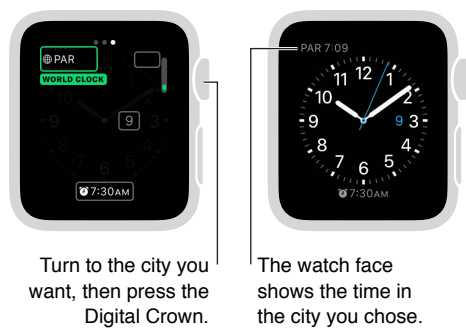 PAR
WORLD CLOCK
9 9 3
7:30AM
PAR 7:09
11 12 1
10 2
9 9 3
8 4
7 6 5
7:30AM
Turn to the city you
want, then press the
Digital Crown.
The watch face
shows the time in
the city you chose.